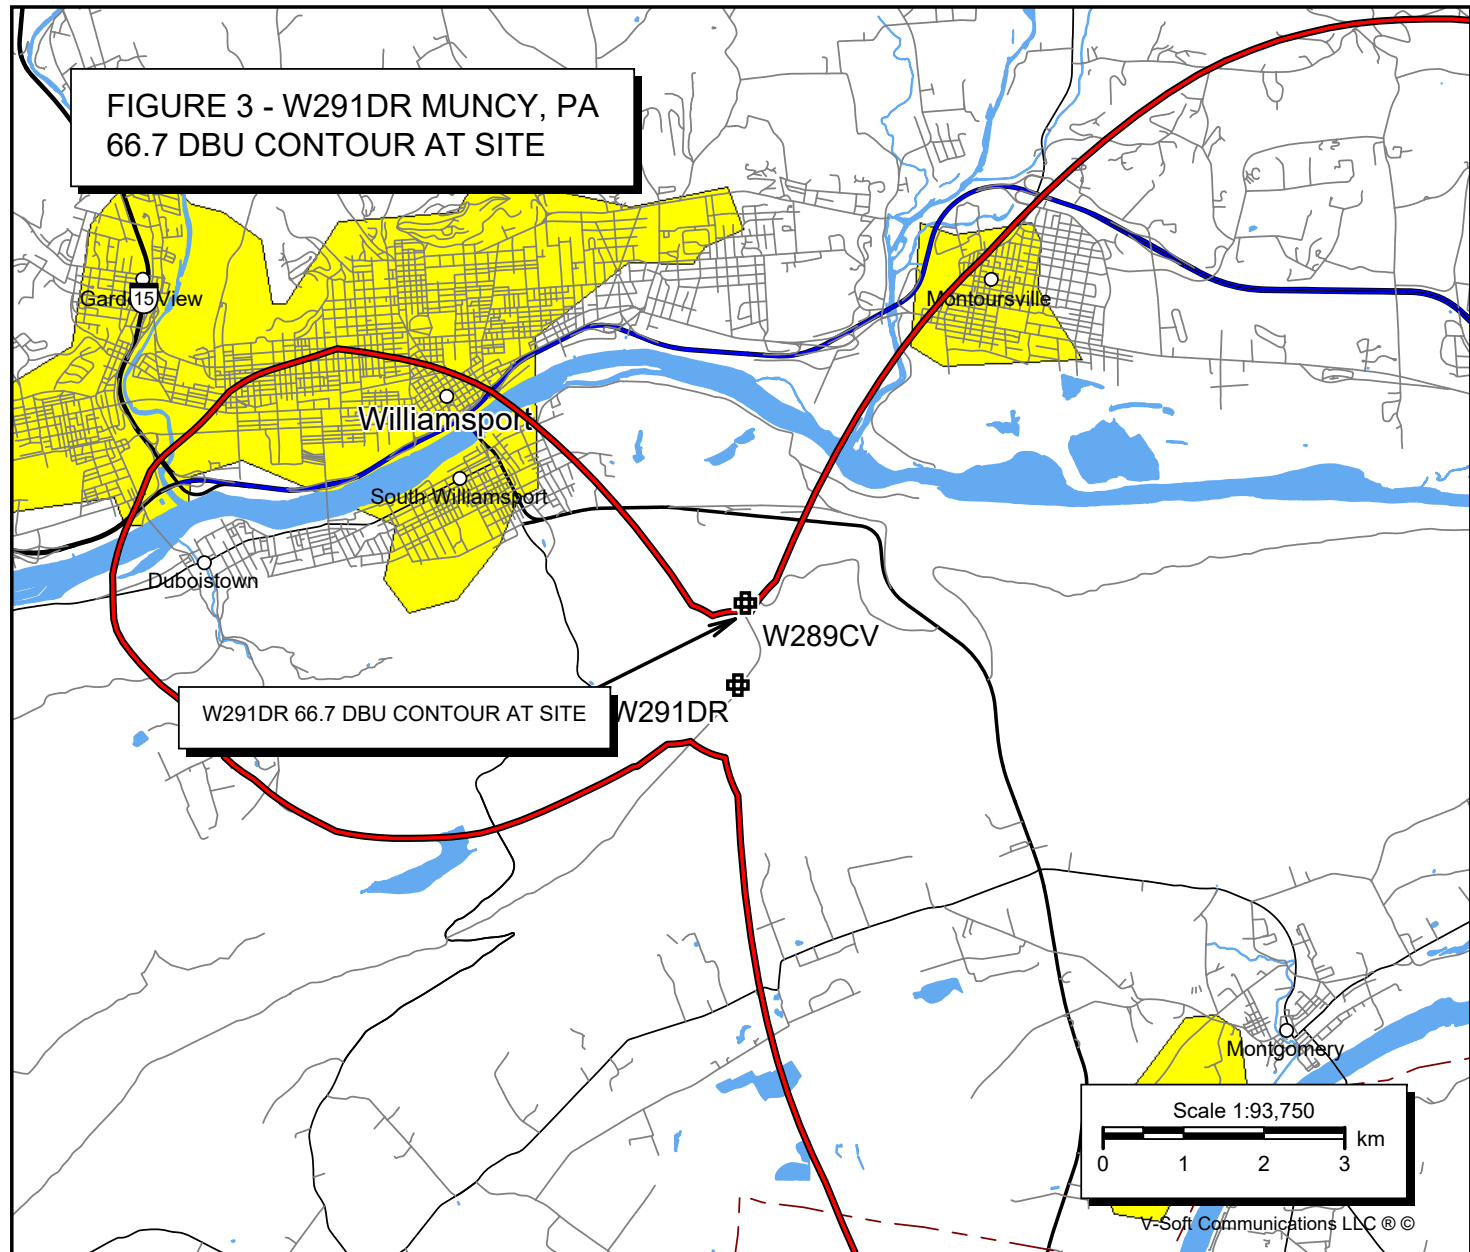 FIGURE 3 - W291DR MUNCY, PA
66.7 DBU CONTOUR AT SITE
Garden View
15
Montoursville
Williamsport
South Williamsport
Duboistown
W289CV
W291DR 66.7 DBU CONTOUR AT SITE
W291DR
Montgomery
Scale 1:93,750
km
0 1 2 3
V-Soft Communications LLC ® ©